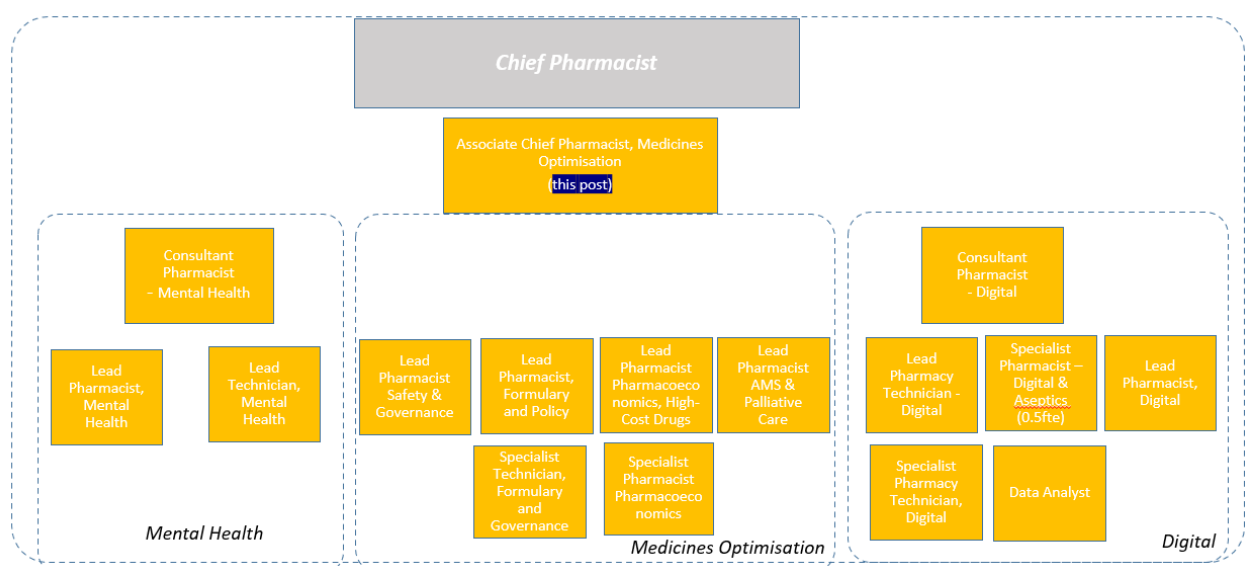 Chief Pharmacist
Associate Chief Pharmacist, Medicines
Optimisation
(this post)
Consultant
Pharmacist
– Mental Health
Lead
Pharmacist,
Mental
Health
Lead
Technician,
Mental
Health
Mental Health
Lead
Pharmacist
Safety &
Governance
Lead
Pharmacist,
Formulary
and Policy
Lead
Pharmacist
Pharmacoeco
nomics, High-
Cost Drugs
Lead
Pharmacist
AMS &
Palliative
Care
Specialist
Technician,
Formulary
and
Governance
Specialist
Pharmacist
Pharmacoeco
nomics
Medicines Optimisation
Consultant
Pharmacist
- Digital
Lead
Pharmacy
Technician -
Digital
Specialist
Pharmacist –
Digital &
Aseptics
(0.5fte)
Lead
Pharmacist,
Digital
Specialist
Pharmacy
Technician,
Digital
Data Analyst
Digital